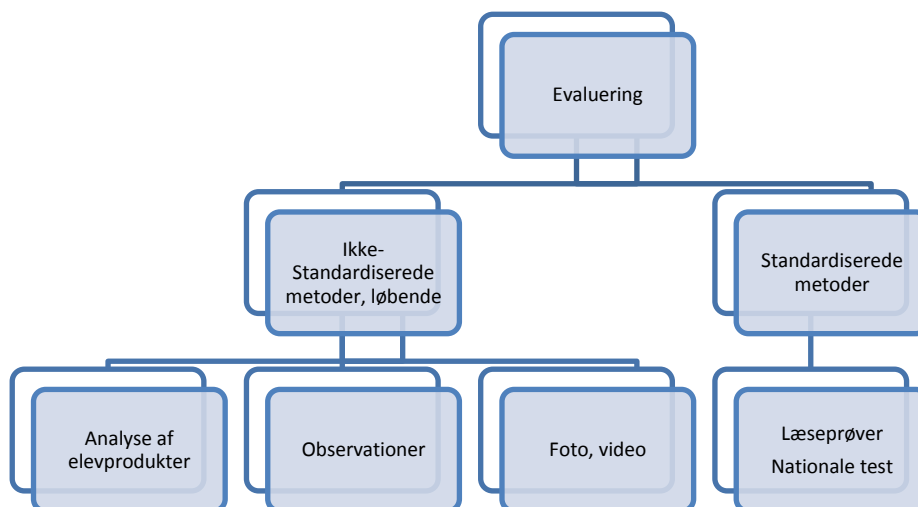 Evaluering
Ikke-
Standardiserede
metoder, løbende
Standardiserede
metoder
Analyse af
elevprodukter
Observationer
Foto, video
Læseprøver
Nationale test